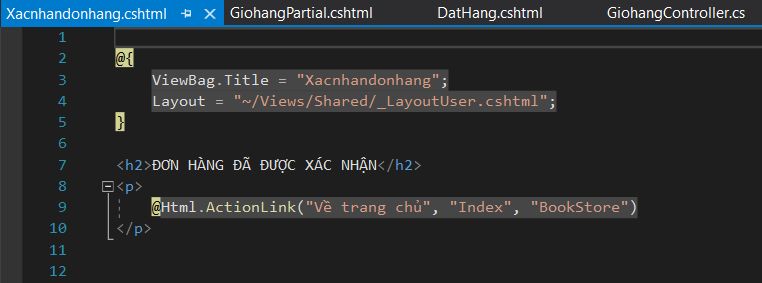 Xacnhandonhang.cshtml GiohangPartial.cshtml DatHang.cshtml GiohangController.cs
1
2 @{
3 ViewBag.Title = "Xacnhandonhang";
4 Layout = "~/Views/Shared/_LayoutUser.cshtml";
5 }
6
7 <h2>ĐƠN HÀNG ĐÃ ĐƯỢC XÁC NHẬN</h2>
8 <p>
9 @Html.ActionLink("Về trang chủ", "Index", "BookStore")
10 </p>
11
12